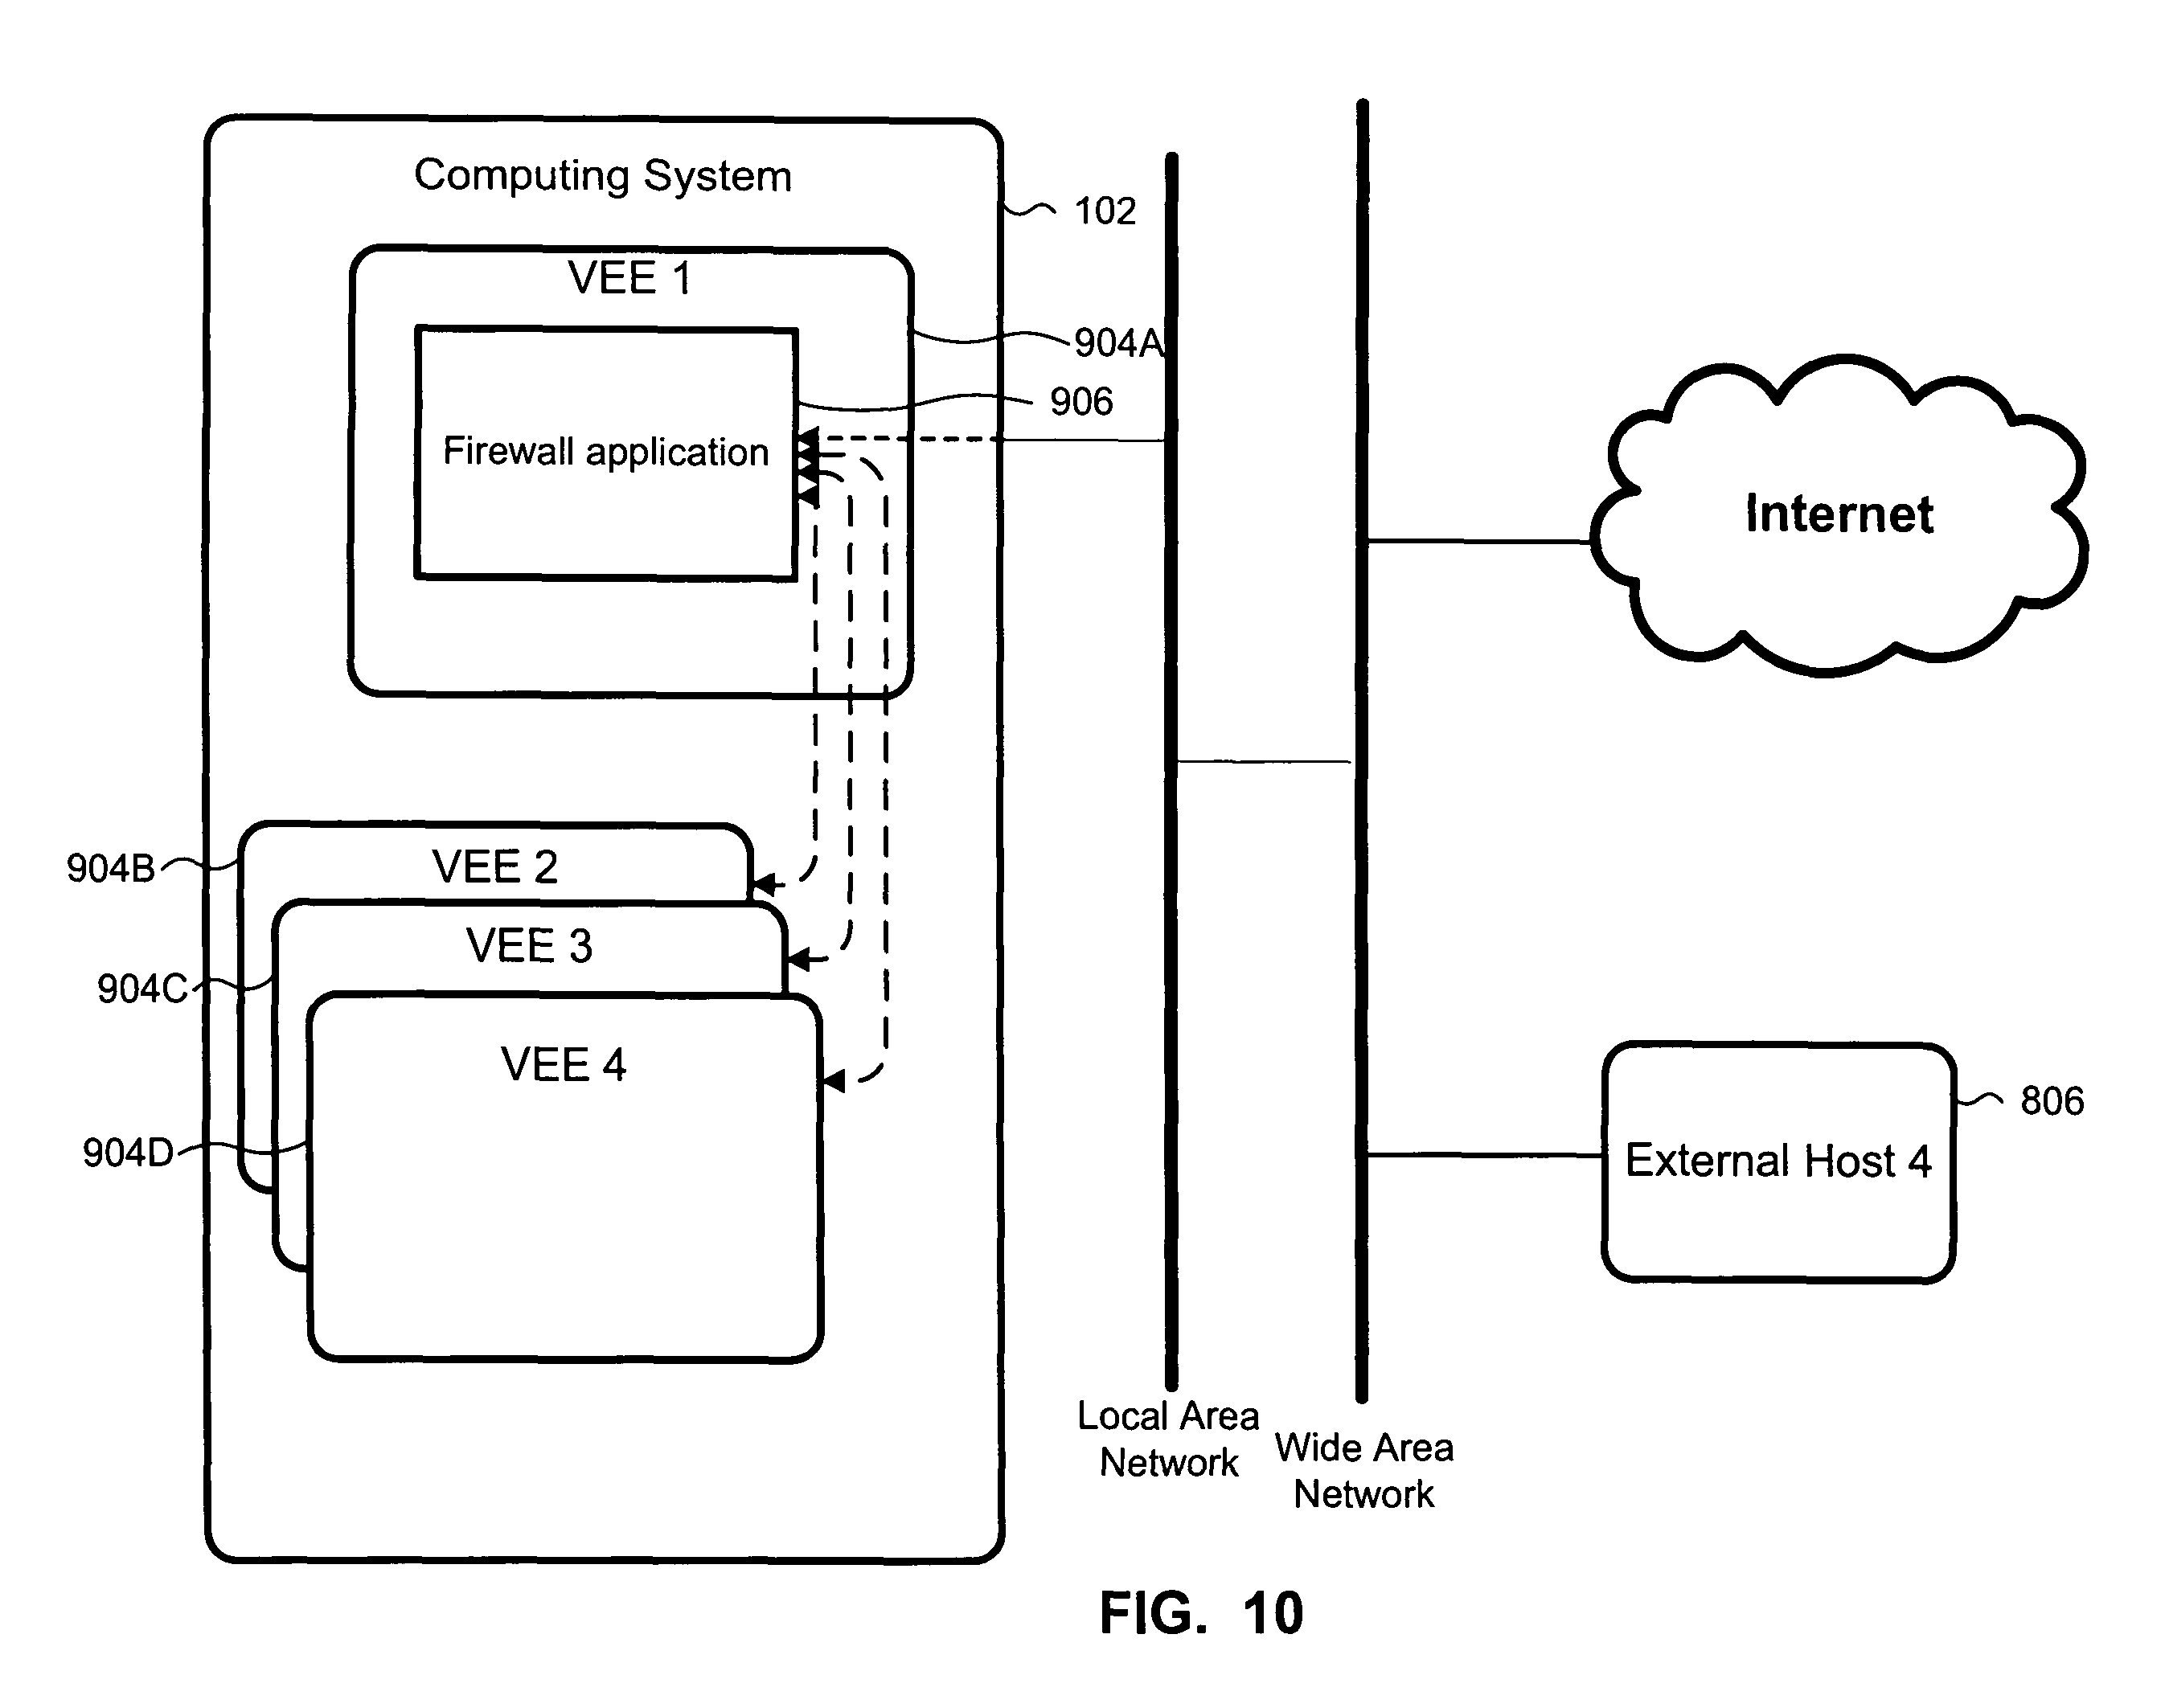 Computing System
102
VEE 1
904A
906
Firewall application
Internet
904B
VEE 2
VEE 3
904C
VEE 4
904D
806
External Host 4
Local Area
Network
Wide Area
Network
FIG. 10